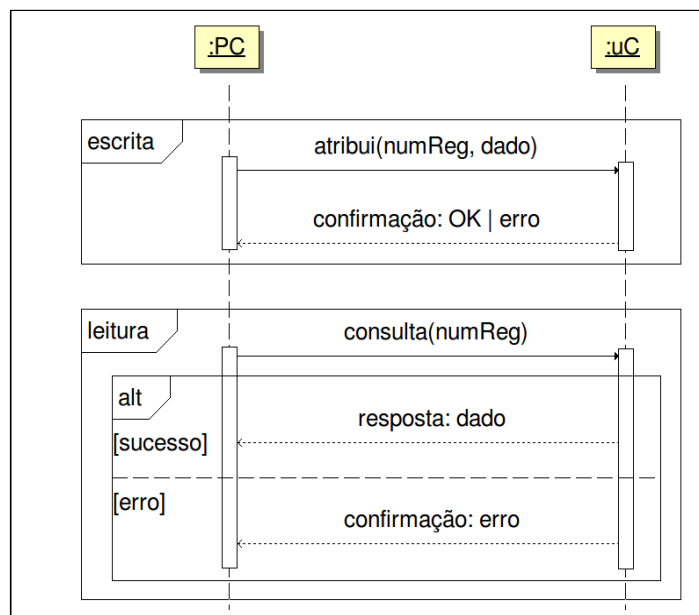 :PC
:uC
escrita
atribui(numReg, dado)
confirmação: OK | erro
leitura
consulta(numReg)
alt
resposta: dado
[sucesso]
[erro]
confirmação: erro